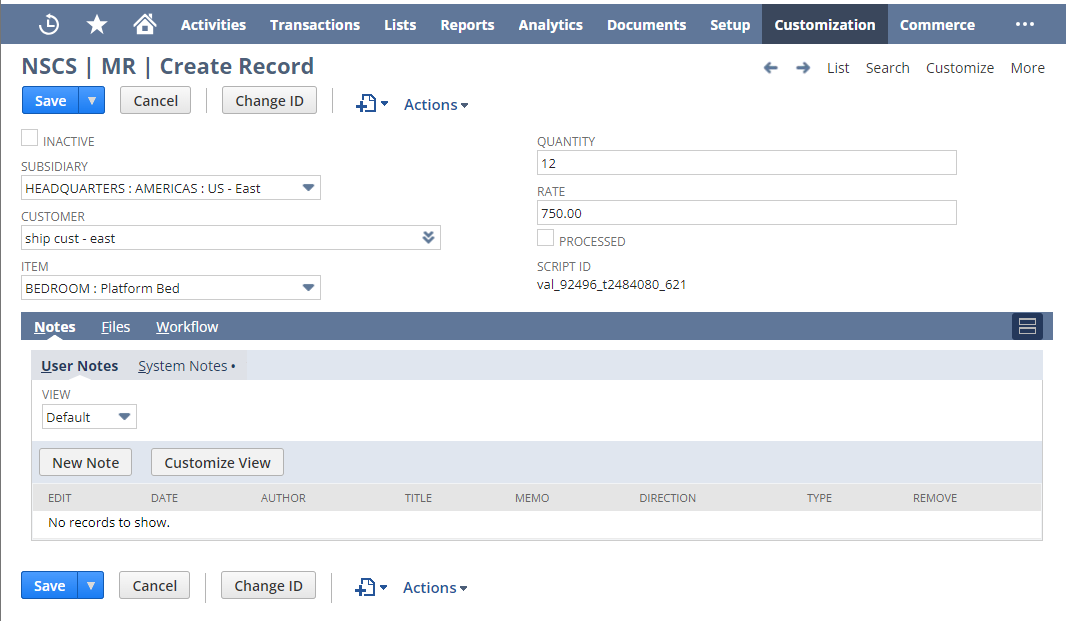 Activities Transactions Lists Reports Analytics Documents Setup Customization Commerce •••
NSCS | MR | Create Record
List Search Customize More
Save Cancel Change ID Actions
INACTIVE
SUBSIDIARY
HEADQUARTERS : AMERICAS : US - East
CUSTOMER
ship cust - east
ITEM
BEDROOM : Platform Bed
QUANTITY
12
RATE
750.00
PROCESSED
SCRIPT ID
val_92496_t2484080_621
Notes Files Workflow
User Notes System Notes •
VIEW
Default
New Note Customize View
EDIT DATE AUTHOR TITLE MEMO DIRECTION TYPE REMOVE
No records to show.
Save Cancel Change ID Actions